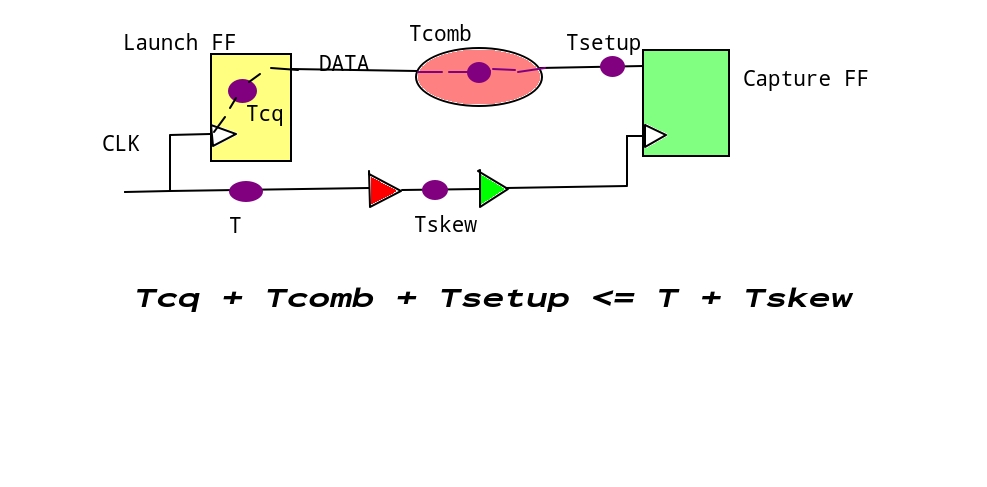 Tcomb
Launch FF
Tsetup
DATA
Capture FF
Tcq
CLK
T
Tskew
Tcq + Tcomb + Tsetup <= T + Tskew